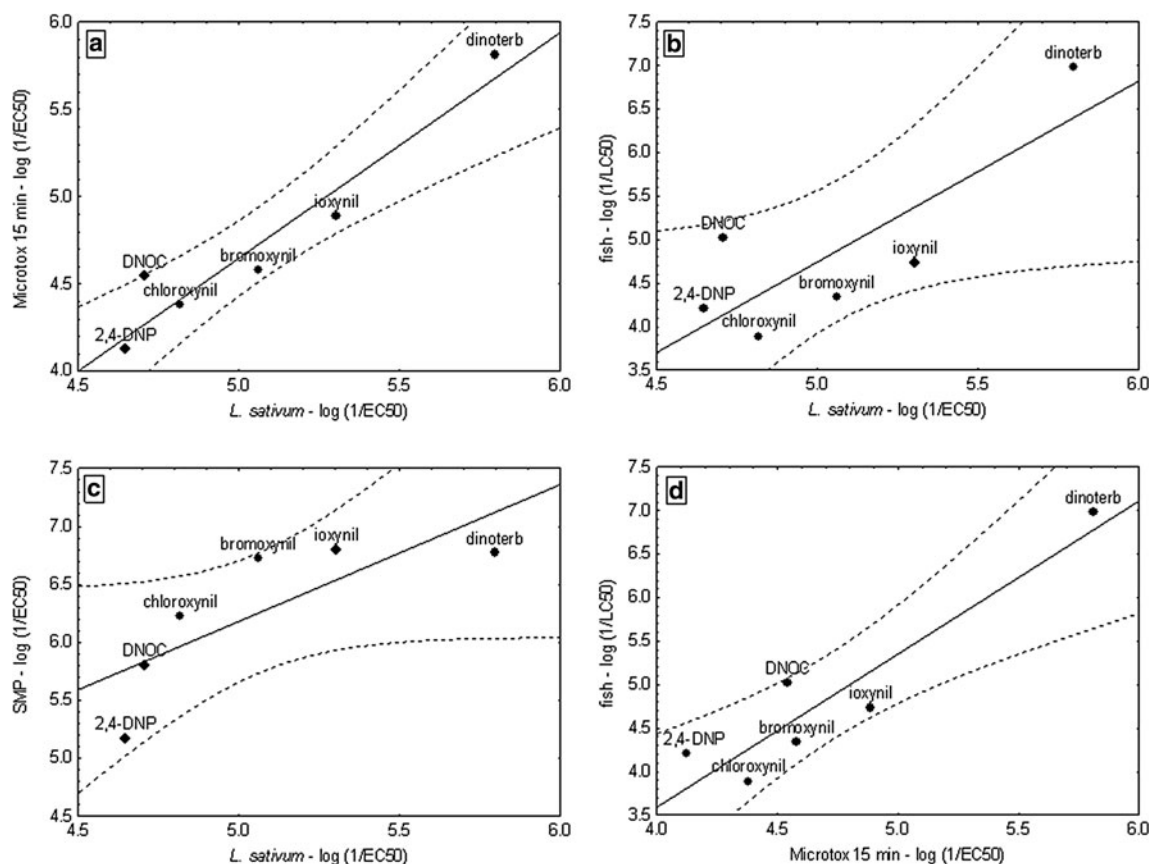 a
6.0
5.5
5.0
4.5
4.0
Microtox 15 min - log (1/EC50)
dinoterb
ioxynil
bromoxynil
DNOC
chloroxynil
2,4-DNP
4.5 5.0 5.5 6.0
L. sativum - log (1/EC50)
b
7.5
7.0
6.5
6.0
5.5
5.0
4.5
4.0
3.5
fish - log (1/LC50)
dinoterb
DNOC
ioxynil
bromoxynil
2,4-DNP
chloroxynil
4.5 5.0 5.5 6.0
L. sativum - log (1/EC50)
c
7.5
7.0
6.5
6.0
5.5
5.0
4.5
SMP - log (1/EC50)
bromoxynil
ioxynil
dinoterb
chloroxynil
DNOC
2,4-DNP
4.5 5.0 5.5 6.0
L. sativum - log (1/EC50)
d
7.5
7.0
6.5
6.0
5.5
5.0
4.5
4.0
3.5
fish - log (1/LC50)
dinoterb
DNOC
ioxynil
2,4-DNP
bromoxynil
chloroxynil
4.0 4.5 5.0 5.5 6.0
Microtox 15 min - log (1/EC50)